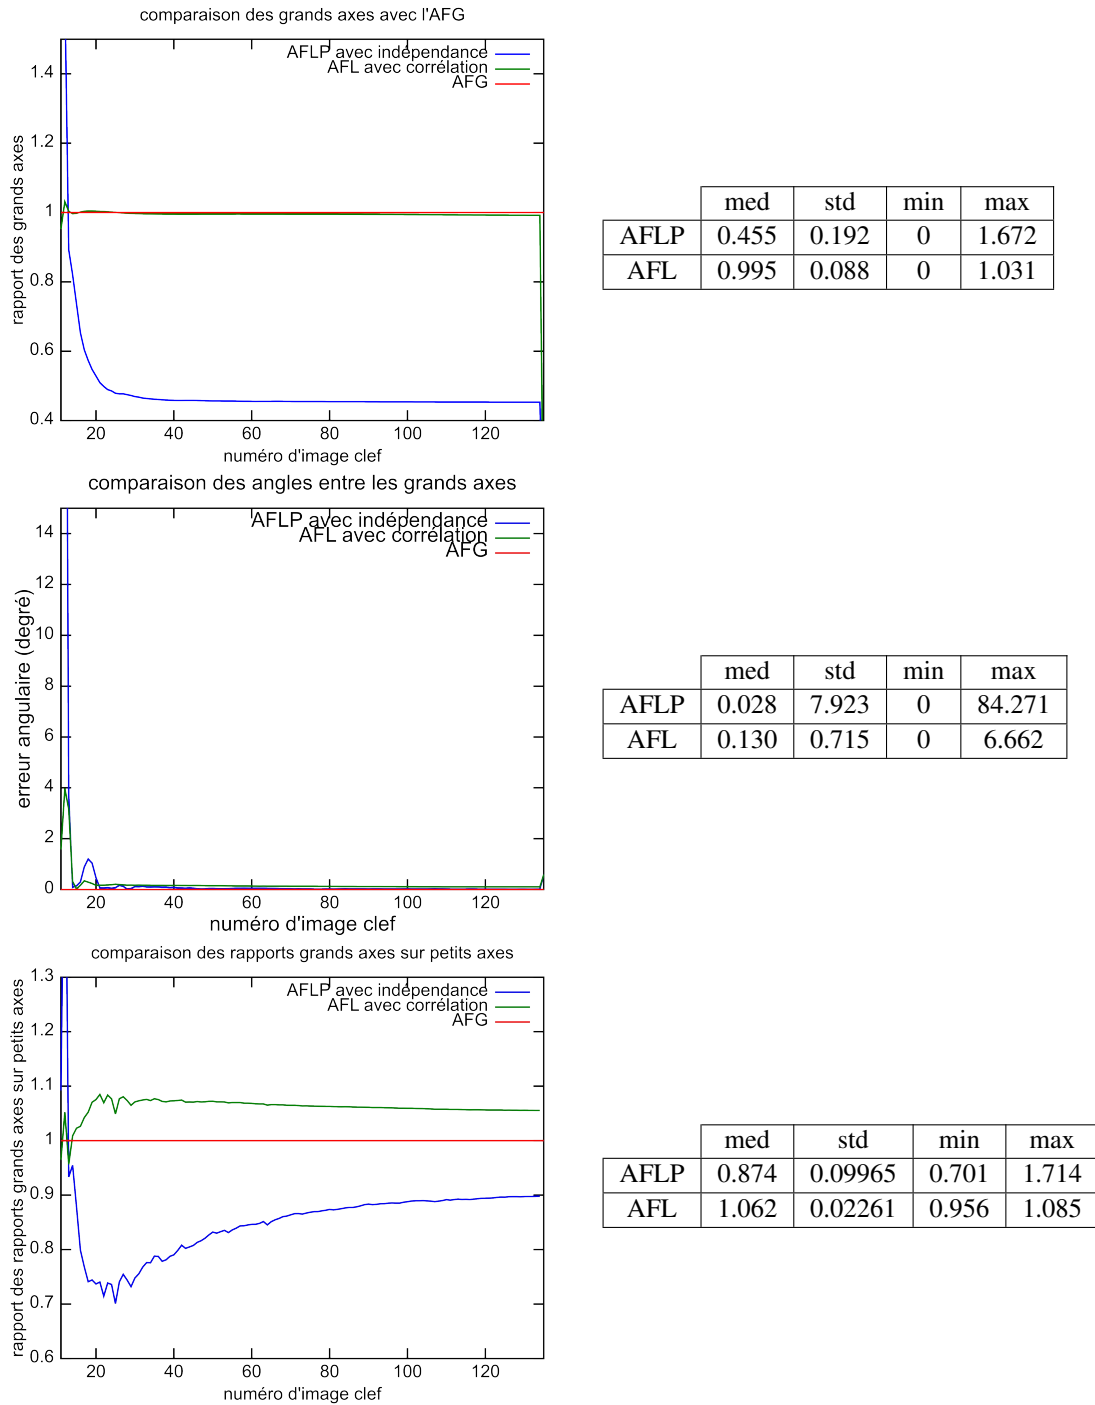 comparaison des grands axes avec l'AFG
AFLP avec indépendance
AFL avec corrélation
AFG
1.4
1.2
1
0.8
0.6
0.4
rapport des grands axes
20 40 60 80 100 120
numéro d'image clef
med std min max
AFLP 0.455 0.192 0 1.672
AFL 0.995 0.088 0 1.031
comparaison des angles entre les grands axes
AFLP avec indépendance
AFL avec corrélation
AFG
14
12
10
8
6
4
2
0
erreur angulaire (degré)
20 40 60 80 100 120
numéro d'image clef
med std min max
AFLP 0.028 7.923 0 84.271
AFL 0.130 0.715 0 6.662
comparaison des rapports grands axes sur petits axes
AFLP avec indépendance
AFL avec corrélation
AFG
1.3
1.2
1.1
1
0.9
0.8
0.7
0.6
rapport des rapports grands axes sur petits axes
20 40 60 80 100 120
numéro d'image clef
med std min max
AFLP 0.874 0.09965 0.701 1.714
AFL 1.062 0.02261 0.956 1.085